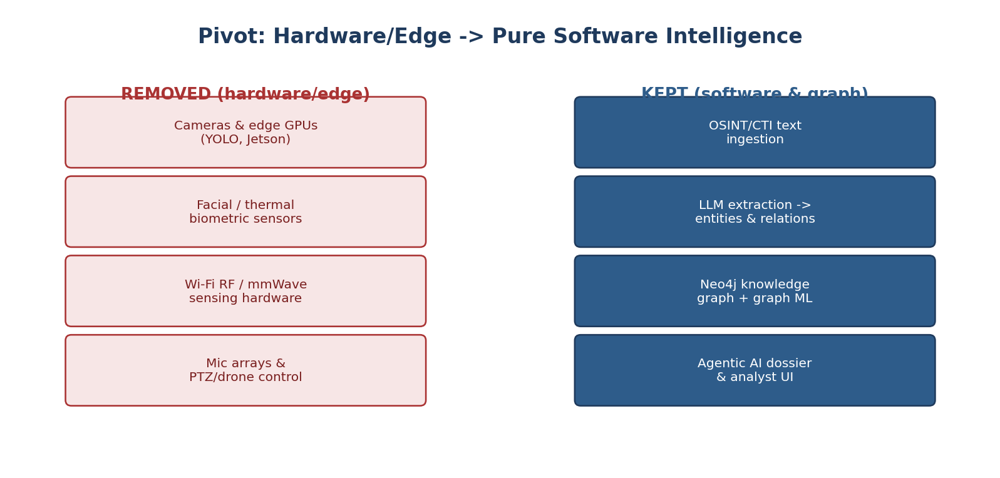 Pivot: Hardware/Edge -> Pure Software Intelligence
REMOVED (hardware/edge)
Cameras & edge GPUs
(YOLO, Jetson)
Facial / thermal
biometric sensors
Wi-Fi RF / mmWave
sensing hardware
Mic arrays &
PTZ/drone control
KEPT (software & graph)
OSINT/CTI text
ingestion
LLM extraction ->
entities & relations
Neo4j knowledge
graph + graph ML
Agentic AI dossier
& analyst UI